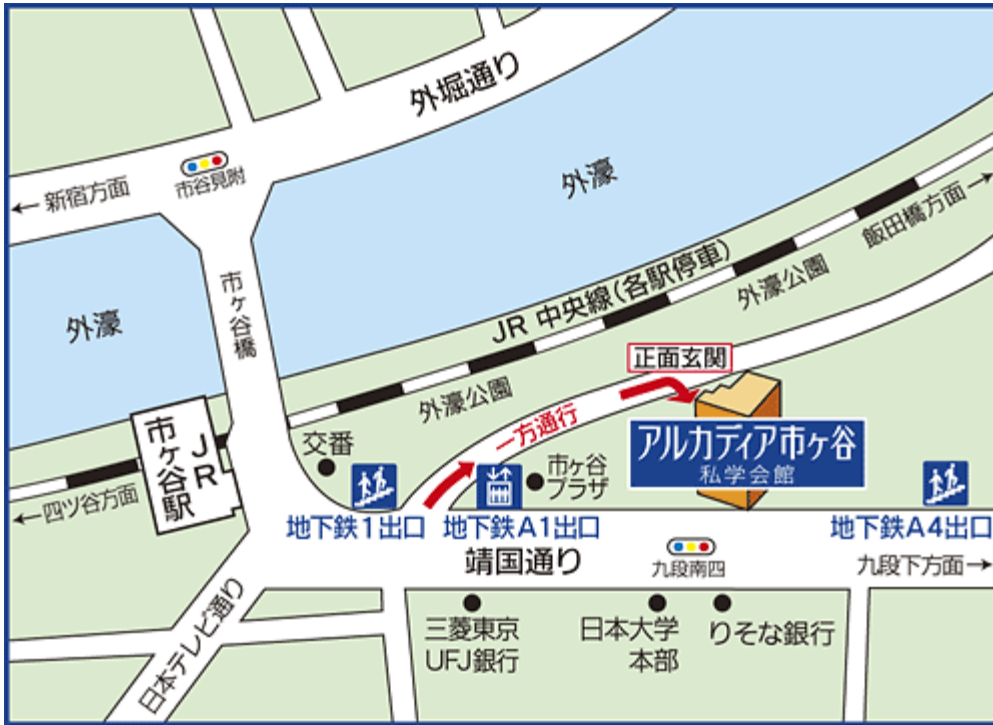 外堀通り
市谷見附
← 新宿方面
外濠
飯田橋方面 →
市ヶ谷橋
外濠
JR 中央線(各駅停車)
外濠公園
正面玄関
外濠公園
一方通行
アルカディア市ヶ谷
私学会館
交番
市ヶ谷
プラザ
JR
市ヶ谷駅
← 四ツ谷方面
地下鉄1出口
地下鉄A1出口
地下鉄A4出口
靖国通り
九段南四
九段下方面→
日本テレビ通り
三菱東京
UFJ銀行
日本大学
本部
りそな銀行